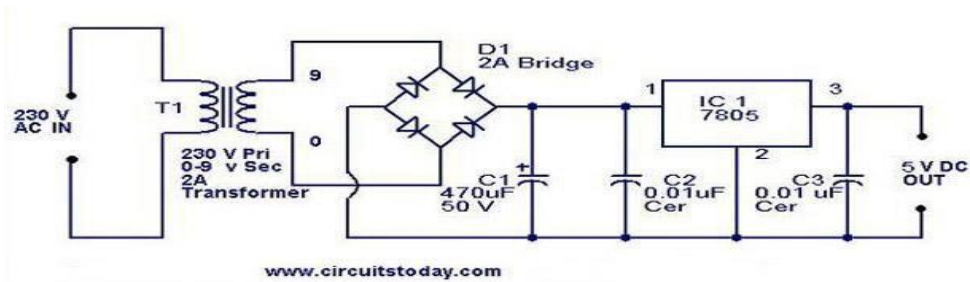 230 V
AC IN
T1
9
0
230 V Pri
0-9 v Sec
2A
Transformer
D1
2A Bridge
+
C1
470uF
50 V
C2
0.01uF
Cer
1
IC 1
7805
2
3
C3
0.01 uF
Cer
5 V DC
OUT
www.circuitstoday.com